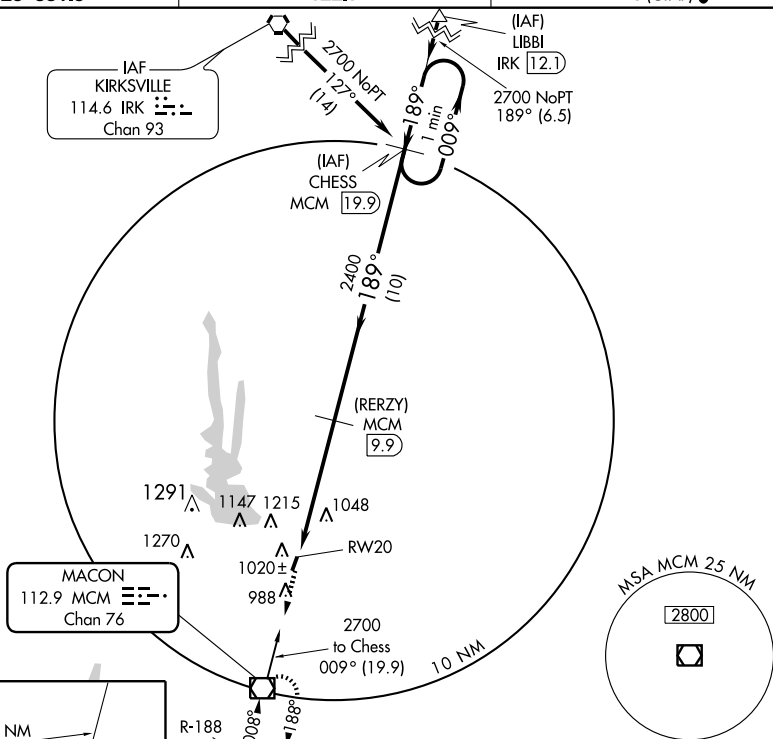 (IAF)
LIBBI
IRK 12.1
IAF
KIRKSVILLE
114.6 IRK
Chan 93
2700 NoPT
127°
(14)
2700 NoPT
189° (6.5)
189°
1 min
009°
(IAF)
CHESS
MCM 19.9
2400
189°
(10)
(RERZY)
MCM
9.9
1291
1147
1215
1048
1270
RW20
1020±
988
MACON
112.9 MCM
Chan 76
2700
to Chess
009° (19.9)
10 NM
MSA MCM 25 NM
2800
NM
R-188
008°
188°